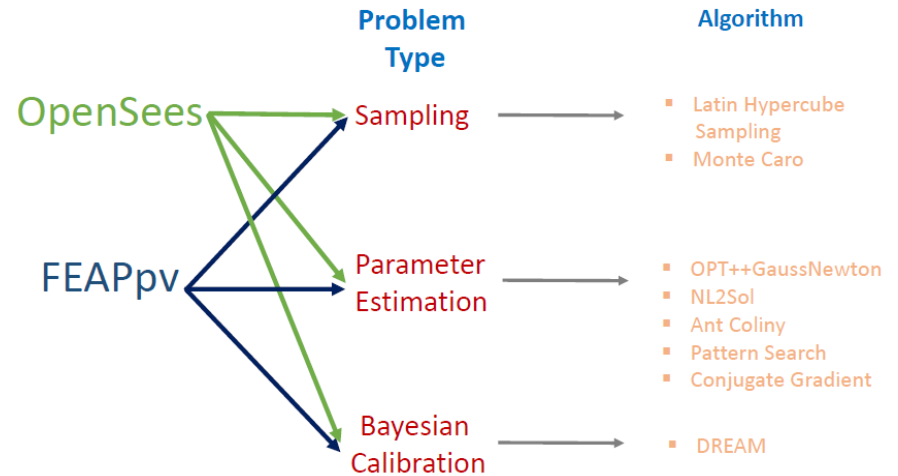 Problem
Type
Algorithm
OpenSees
FEAPpv
Sampling
▪ Latin Hypercube
Sampling
▪ Monte Caro
Parameter
Estimation
▪ OPT++GaussNewton
▪ NL2Sol
▪ Ant Coliny
▪ Pattern Search
▪ Conjugate Gradient
Bayesian
Calibration
▪ DREAM